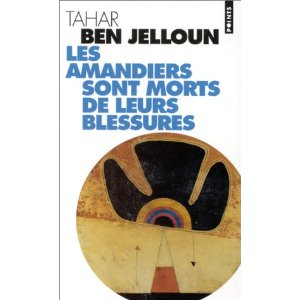 TAHAR
BEN JELLOUN
LES
AMANDIERS
SONT MORTS
DE LEURS
BLESSURES
POINTS